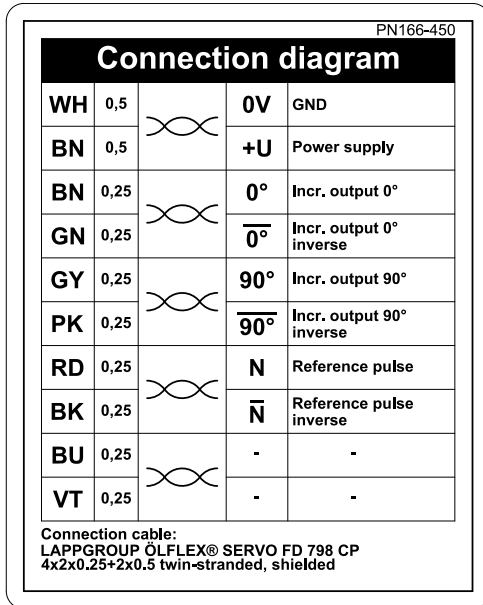 PN166-450
Connection diagram
WH 0,5 0V GND
BN 0,5 +U Power supply
BN 0,25 0° Incr. output 0°
GN 0,25 0̅°̅ Incr. output 0°
inverse
GY 0,25 90° Incr. output 90°
PK 0,25 9̅0̅°̅ Incr. output 90°
inverse
RD 0,25 N Reference pulse
BK 0,25 N̅ Reference pulse
inverse
BU 0,25 - -
VT 0,25 - -
Connection cable:
LAPPGROUP ÖLFLEX® SERVO FD 798 CP
4x2x0.25+2x0.5 twin-stranded, shielded